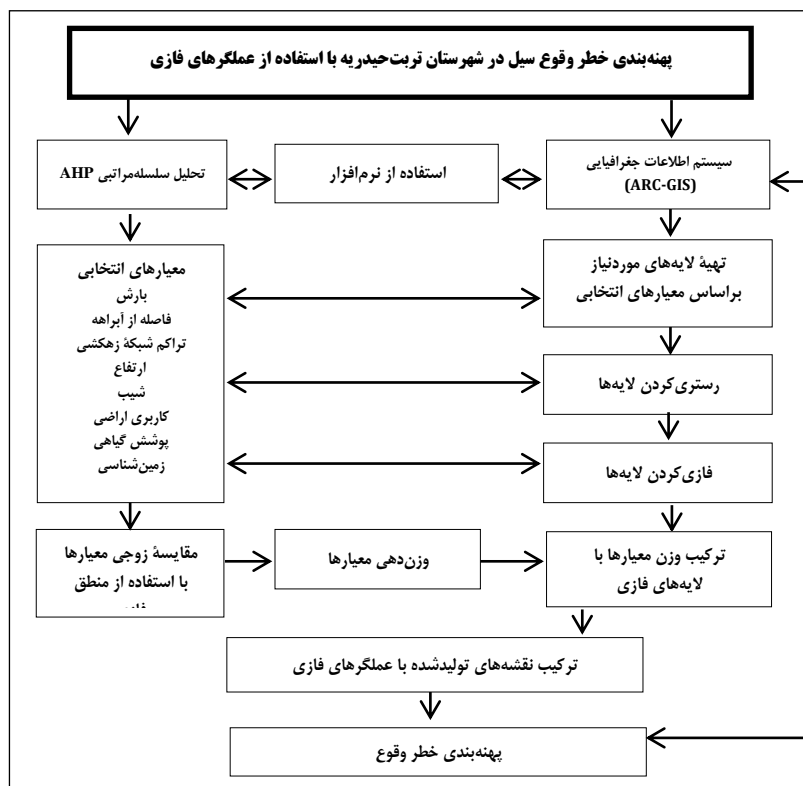 پهنه‌بندی خطر وقوع سیل در شهرستان تربت‌حیدریه با استفاده از عملگرهای فازی
سیستم اطلاعات جغرافیایی
(ARC-GIS)
استفاده از نرم‌افزار
تحلیل سلسله‌مراتبی AHP
تهیهٔ لایه‌های موردنیاز
براساس معیارهای انتخابی
معیارهای انتخابی
بارش
فاصله از آبراهه
تراکم شبکهٔ زهکشی
ارتفاع
شیب
کاربری اراضی
پوشش گیاهی
زمین‌شناسی
رستری‌کردن لایه‌ها
فازی‌کردن لایه‌ها
ترکیب وزن معیارها با
لایه‌های فازی
وزن‌دهی معیارها
مقایسهٔ زوجی معیارها
با استفاده از منطق
ترکیب نقشه‌های تولیدشده با عملگرهای فازی
پهنه‌بندی خطر وقوع